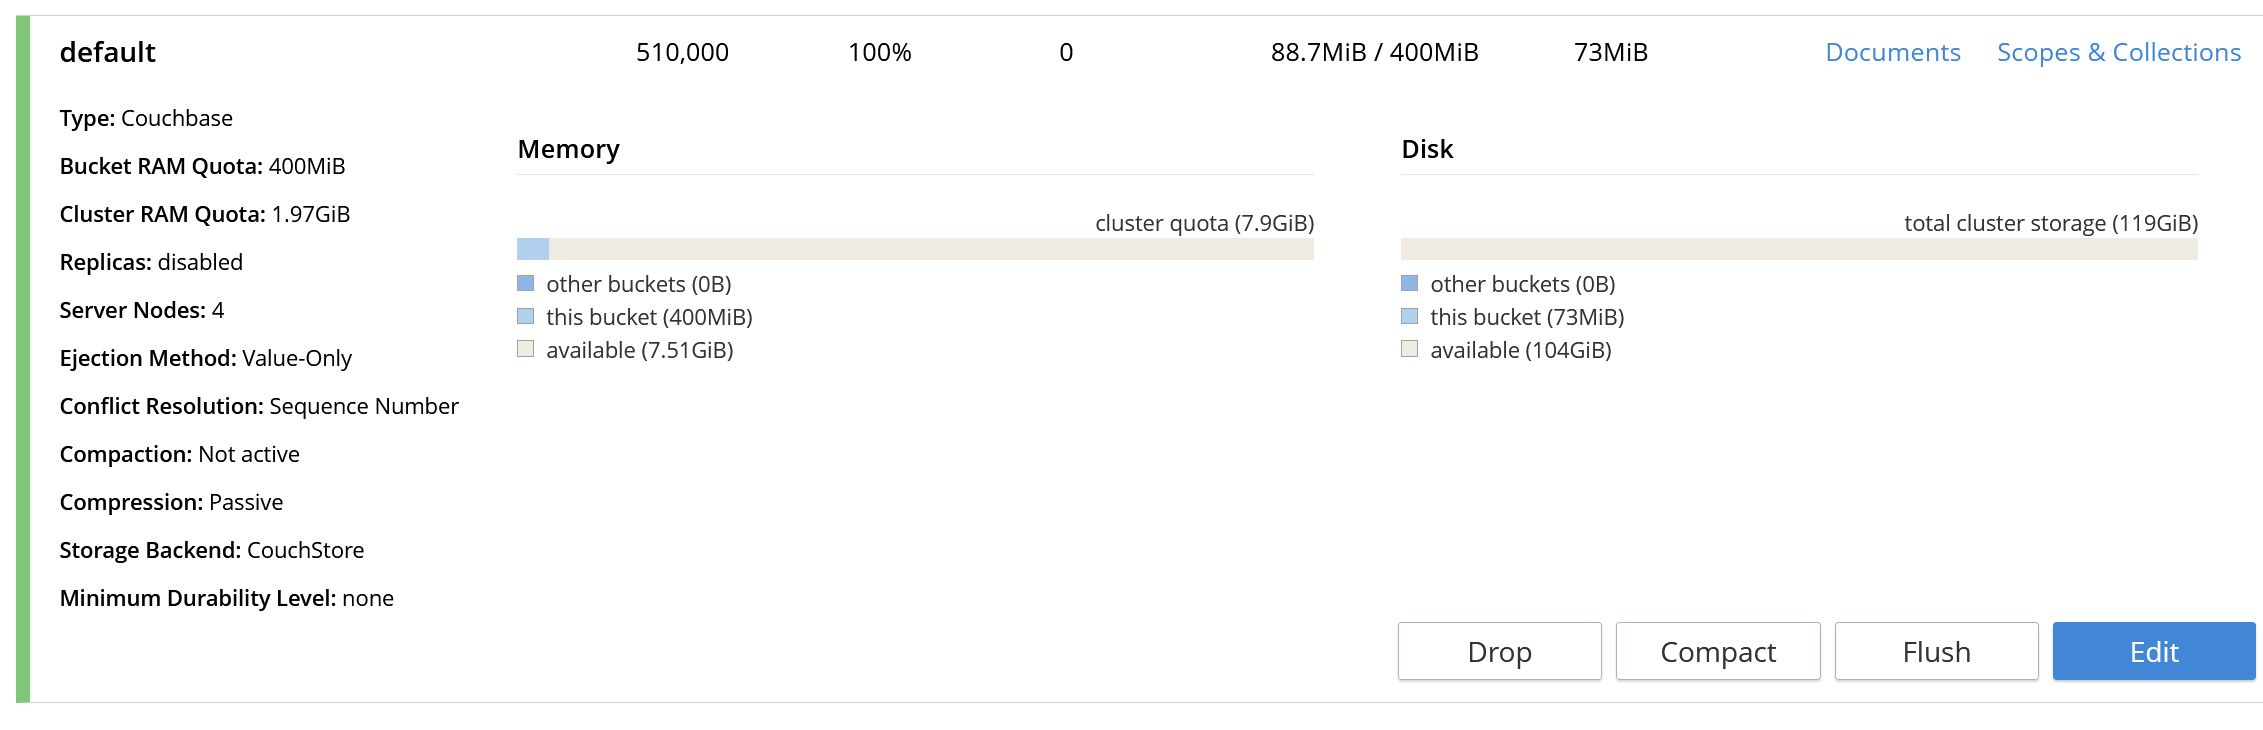 default 510,000 100% 0 88.7MiB / 400MiB 73MiB Documents Scopes & Collections
Type: Couchbase
Bucket RAM Quota: 400MiB
Cluster RAM Quota: 1.97GiB
Replicas: disabled
Server Nodes: 4
Ejection Method: Value-Only
Conflict Resolution: Sequence Number
Compaction: Not active
Compression: Passive
Storage Backend: CouchStore
Minimum Durability Level: none
Memory
cluster quota (7.9GiB)
other buckets (0B)
this bucket (400MiB)
available (7.51GiB)
Disk
total cluster storage (119GiB)
other buckets (0B)
this bucket (73MiB)
available (104GiB)
Drop Compact Flush Edit